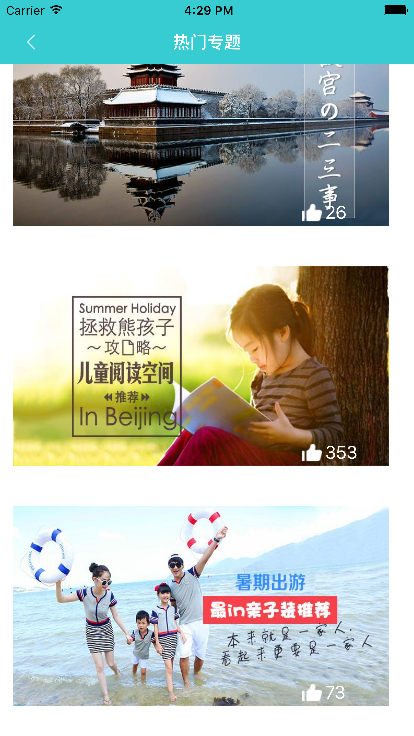 Carrier 4:29 PM
热门专题
宫の二三事
26
Summer Holiday
拯救熊孩子
～攻略～
儿童阅读空间
推荐
In Beijing
353
暑期出游
最in亲子装推荐
本来就是一家人,
看起来更要是一家人
73